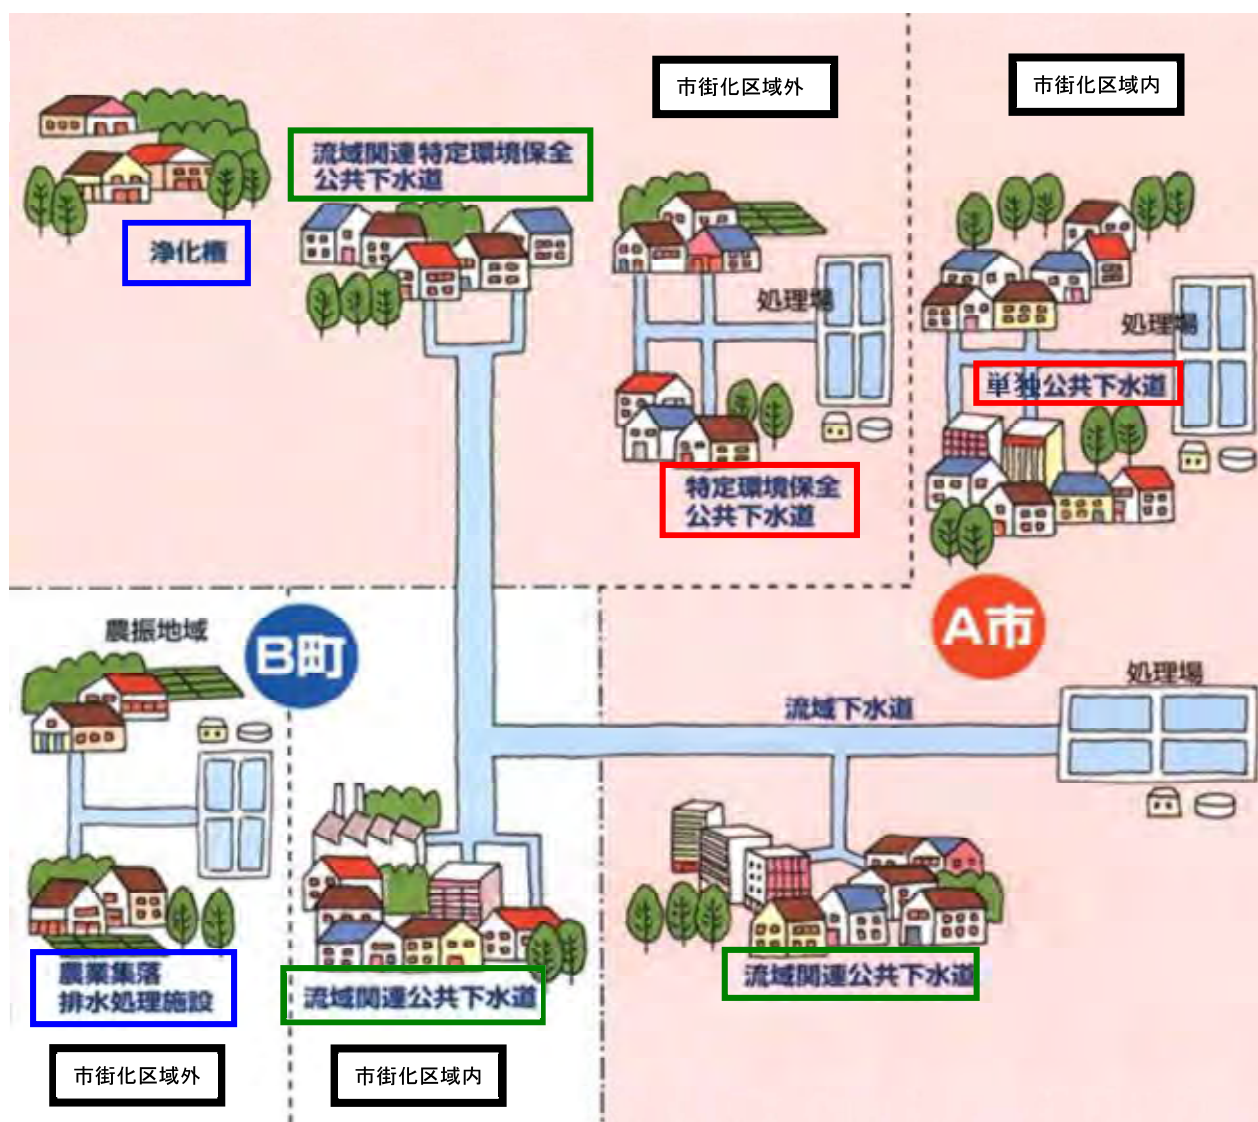 市街化区域外
市街化区域内
流域関連特定環境保全
公共下水道
浄化槽
処理場
処理場
単独公共下水道
特定環境保全
公共下水道
農振地域
B町
A市
処理場
流域下水道
農業集落
排水処理施設
流域関連公共下水道
流域関連公共下水道
市街化区域外
市街化区域内